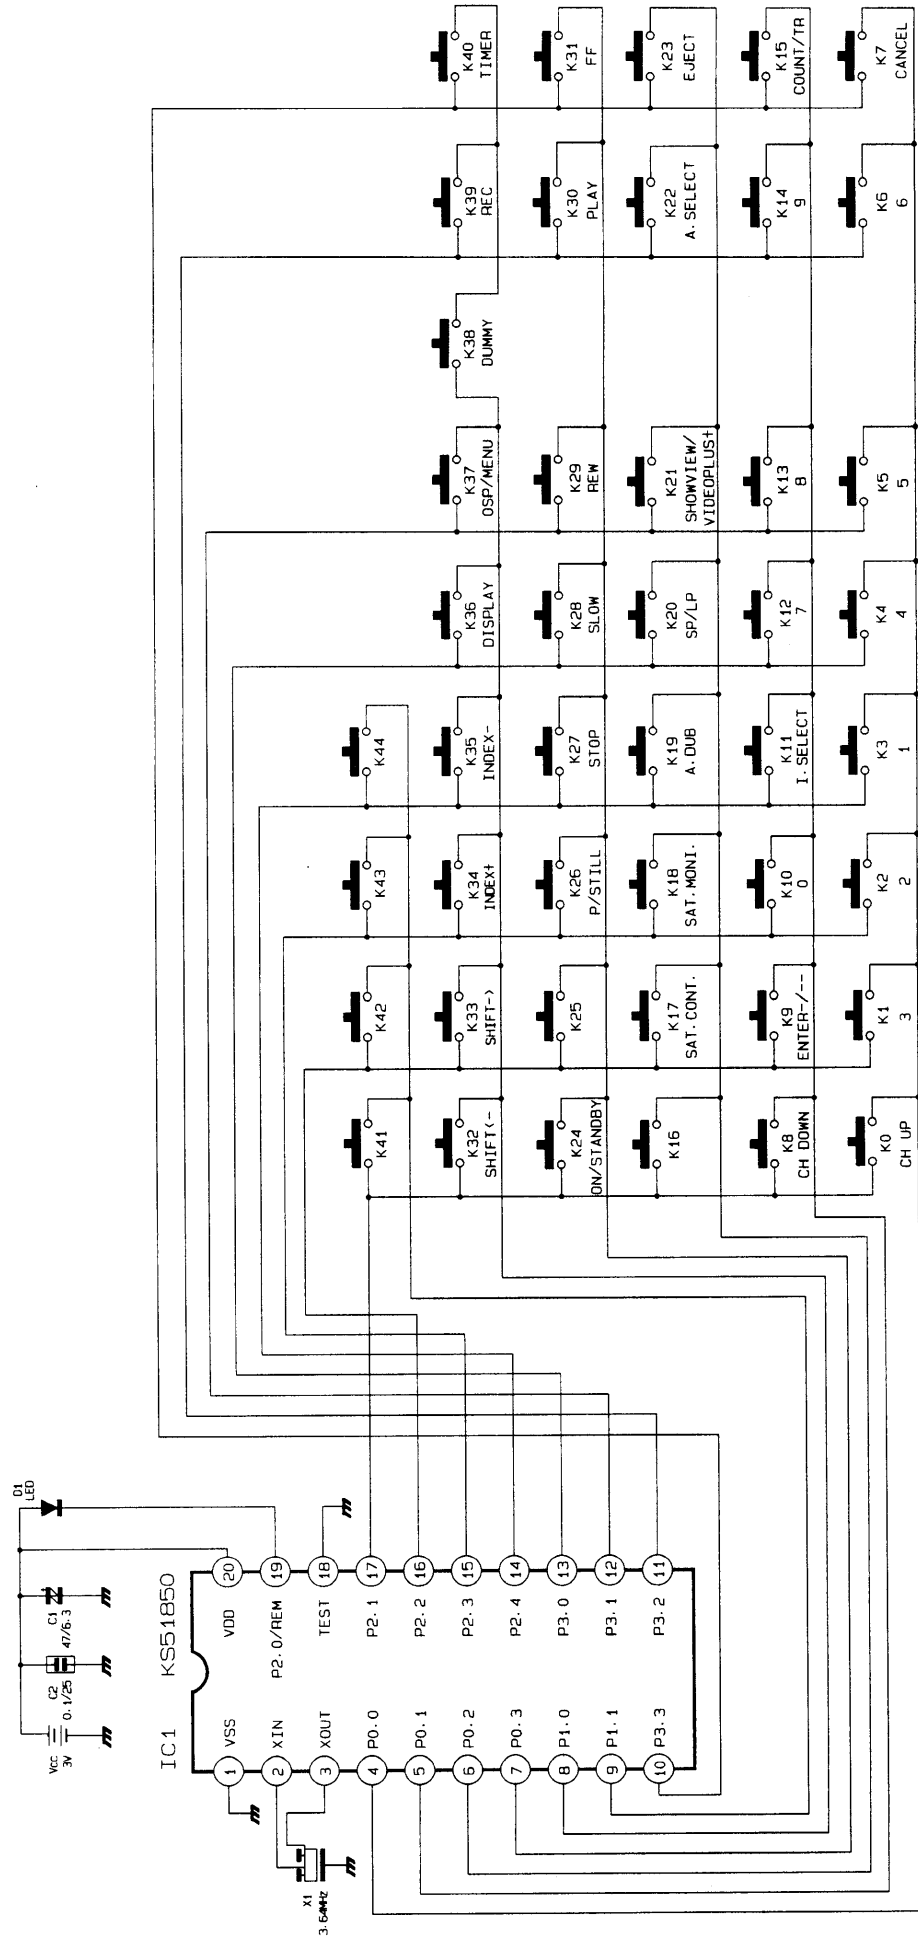 Vcc
3V
C2
0.1/25
C1
47/6.3
D1
LED
IC1
KS51850
1
VSS
2
XIN
3
XOUT
4
P0.0
5
P0.1
6
P0.2
7
P0.3
8
P1.0
9
P1.1
10
P3.3
20
VDD
19
P2.0/REM
18
TEST
17
P2.1
16
P2.2
15
P2.3
14
P2.4
13
P3.0
12
P3.1
11
P3.2
X1
3.64MHz
K41
K42
K43
K44
K32
SHIFT<-
K33
SHIFT->
K34
INDEX+
K35
INDEX-
K36
DISPLAY
K37
OSP/MENU
K38
DUMMY
K39
REC
K40
TIMER
K24
ON/STANDBY
K25
K26
P/STILL
K27
STOP
K28
SLOW
K29
REW
K30
PLAY
K31
FF
K16
K17
SAT.CONT.
K18
SAT.MONI.
K19
A.DUB
K20
SP/LP
K21
SHOWVIEW/
VIDEOPLUS+
K22
A.SELECT
K23
EJECT
K8
CH DOWN
K9
ENTER-/--
K10
0
K11
I.SELECT
K12
7
K13
8
K14
9
K15
COUNT/TR
K0
CH UP
K1
3
K2
2
K3
1
K4
4
K5
5
K6
6
K7
CANCEL